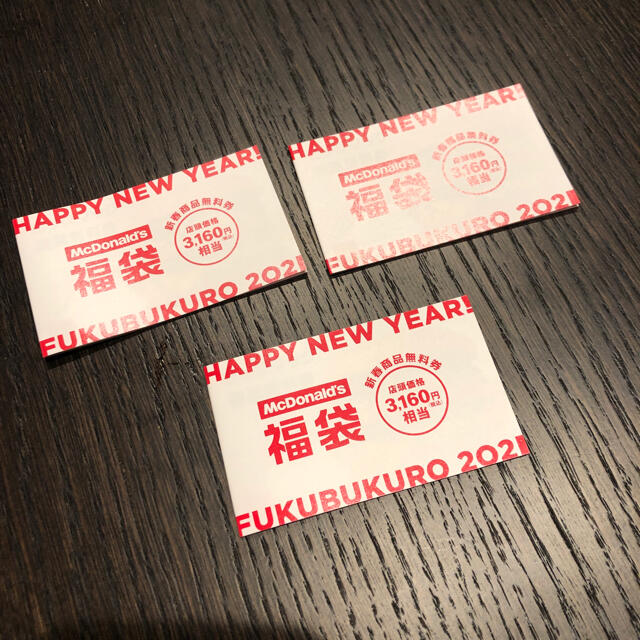 HAPPY NEW YEAR!
McDonald's
福袋
新春商品無料券
店頭価格
3,160円
税込
相当
FUKUBUKURO 2021
HAPPY NEW YEAR!
McDonald's
福袋
新春商品無料券
店頭価格
3,160円
相当
FUKUBUKURO 2021
HAPPY NEW YEAR!
McDonald's
福袋
新春商品無料券
店頭価格
3,160円
税込
相当
FUKUBUKURO 2021